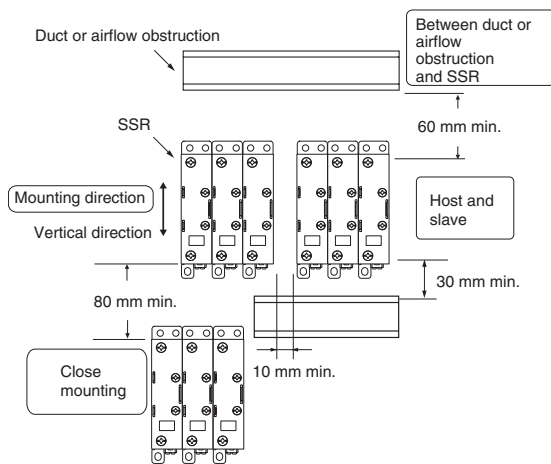 Duct or airflow obstruction
Between duct or
airflow
obstruction
and SSR
60 mm min.
SSR
Mounting direction
Vertical direction
Host and
slave
80 mm min.
30 mm min.
10 mm min.
Close
mounting